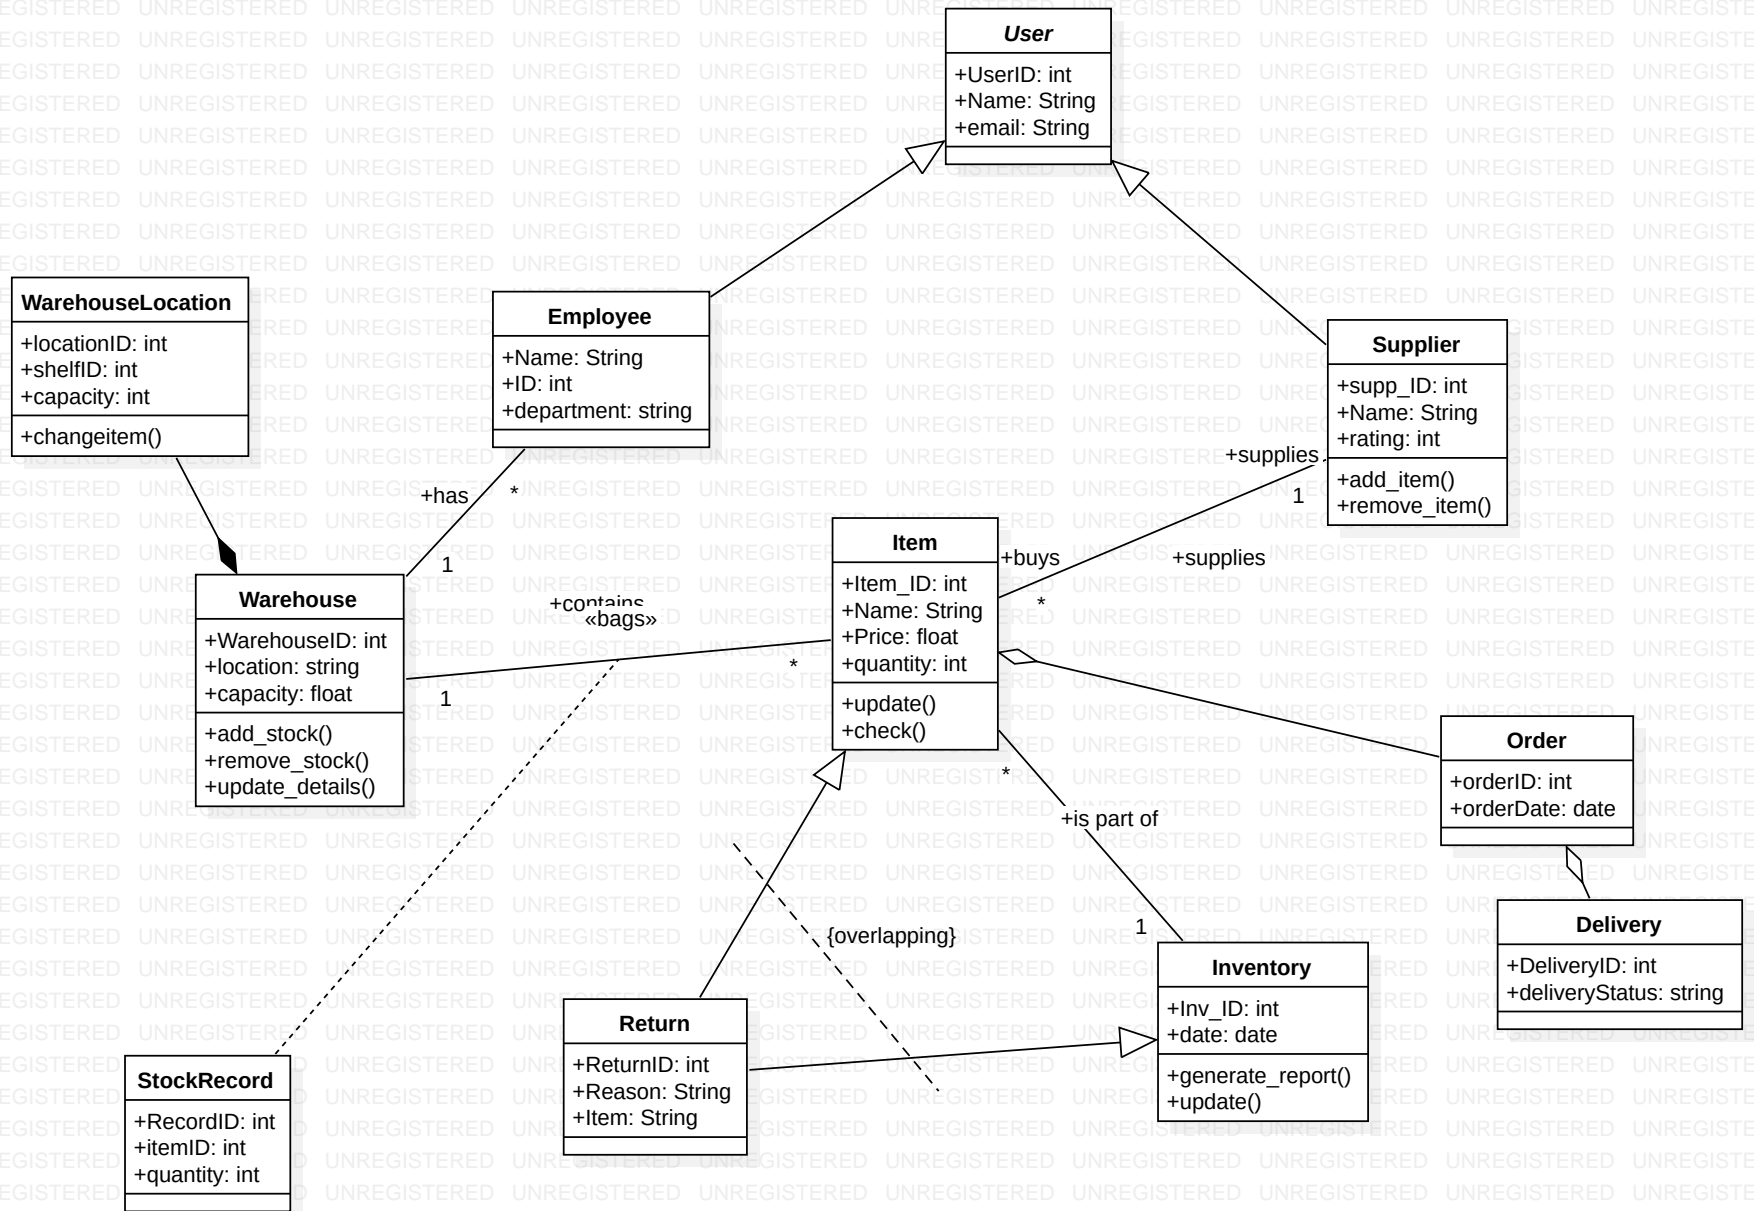 User
+UserID: int
+Name: String
+email: String
WarehouseLocation
+locationID: int
+shelfID: int
+capacity: int
+changeitem()
Employee
+Name: String
+ID: int
+department: string
Supplier
+supp_ID: int
+Name: String
+rating: int
+add_item()
+remove_item()
+has
*
1
+supplies
1
+buys
+supplies
*
Warehouse
+WarehouseID: int
+location: string
+capacity: float
+add_stock()
+remove_stock()
+update_details()
+contains
«bags»
1
*
Item
+Item_ID: int
+Name: String
+Price: float
+quantity: int
+update()
+check()
*
+is part of
1
Order
+orderID: int
+orderDate: date
Delivery
+DeliveryID: int
+deliveryStatus: string
{overlapping}
Inventory
+Inv_ID: int
+date: date
+generate_report()
+update()
Return
+ReturnID: int
+Reason: String
+Item: String
StockRecord
+RecordID: int
+itemID: int
+quantity: int
UNREGISTERED